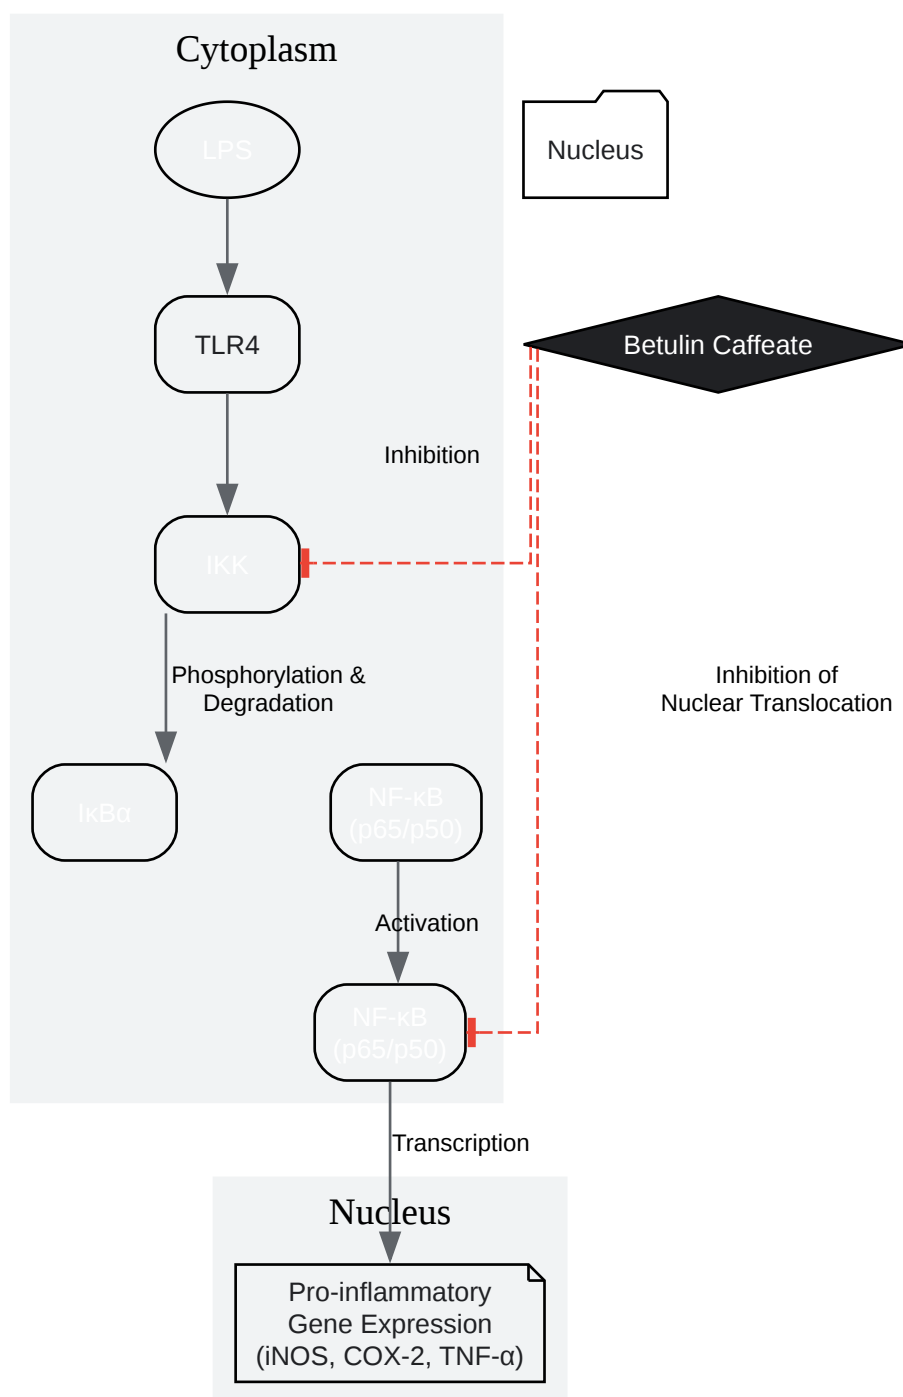 Cytoplasm
LPS
Nucleus
TLR4
Betulin Caffeate
Inhibition
IKK
Phosphorylation &
Degradation
Inhibition of
Nuclear Translocation
IκBα
NF-κB
(p65/p50)
Activation
NF-κB
(p65/p50)
Transcription
Nucleus
Pro-inflammatory
Gene Expression
(iNOS, COX-2, TNF-α)